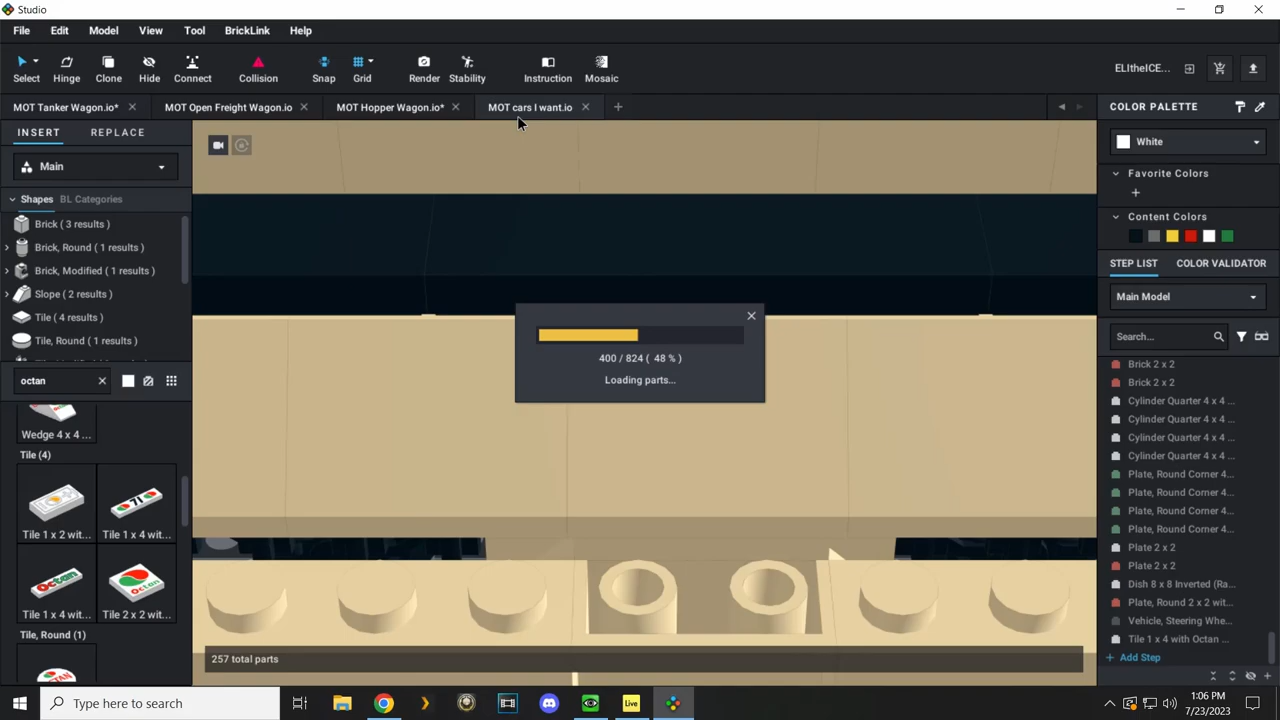 Studio
File Edit Model View Tool BrickLink Help
Select Hinge Clone Hide Connect Collision Snap Grid Render Stability Instruction Mosaic
ELItheICE...
MOT Tanker Wagon.io* MOT Open Freight Wagon.io MOT Hopper Wagon.io* MOT cars I want.io
COLOR PALETTE
INSERT REPLACE
White
Main
Favorite Colors
Shapes BL Categories
Content Colors
Brick ( 3 results )
Brick, Round ( 1 results )
Brick, Modified ( 1 results )
Slope ( 2 results )
Tile ( 4 results )
Tile, Round ( 1 results )
STEP LIST COLOR VALIDATOR
Main Model
Search...
400 / 824 ( 48 % )
Loading parts...
octan
Wedge 4 x 4 ...
Tile (4)
71
Tile 1 x 2 wit...
Tile 1 x 4 wit...
Octan
Octan
Tile 1 x 4 wit...
Tile 2 x 2 wit...
Tile, Round (1)
Brick 2 x 2
Brick 2 x 2
Cylinder Quarter 4 x 4 ...
Cylinder Quarter 4 x 4 ...
Cylinder Quarter 4 x 4 ...
Cylinder Quarter 4 x 4 ...
Plate, Round Corner 4...
Plate, Round Corner 4...
Plate, Round Corner 4...
Plate, Round Corner 4...
Plate 2 x 2
Plate 2 x 2
Dish 8 x 8 Inverted (Ra...
Plate, Round 2 x 2 wit...
Vehicle, Steering Whe...
Tile 1 x 4 with Octan ...
Add Step
257 total parts
Type here to search
Live
1:06 PM
7/23/2023